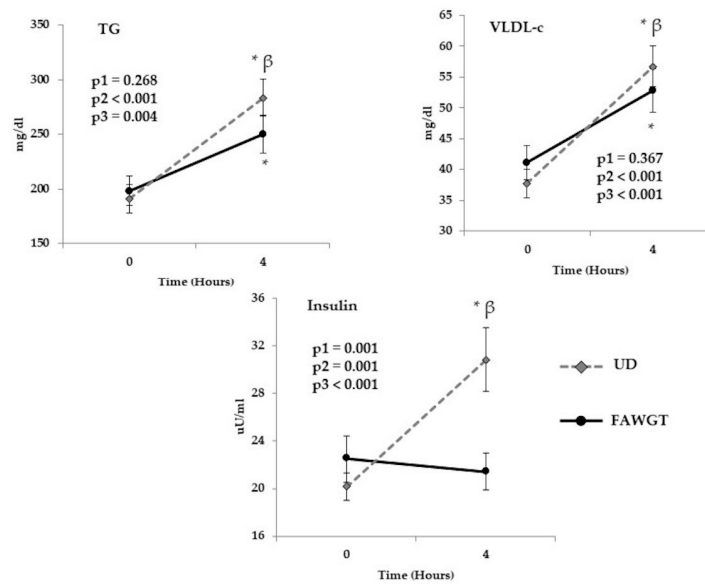 TG
* β
p1 = 0.268
p2 < 0.001
p3 = 0.004
*
mg/dl
350
300
250
200
150
0
4
Time (Hours)
VLDL-c
* β
*
p1 = 0.367
p2 < 0.001
p3 < 0.001
mg/dl
65
60
55
50
45
40
35
30
0
4
Time (Hours)
Insulin
* β
p1 = 0.001
p2 = 0.001
p3 < 0.001
uU/ml
36
32
28
24
20
16
0
4
Time (Hours)
UD
FAWGT